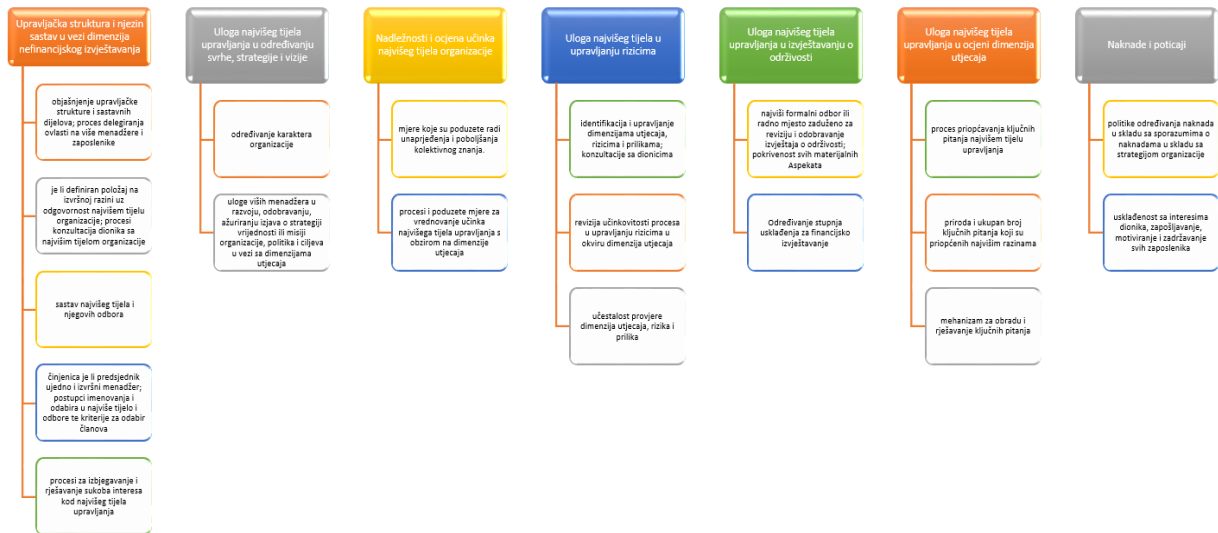 Upravljačka struktura i njezin
sastav u vezi dimenzija
nefinancijskog izvještavanja
objašnjenje upravljačke
strukture i sastavnih
dijelova; proces delegiranja
ovlasti na više menadžere i
zaposlenike
je li definiran položaj na
izvršnoj razini uz
odgovornost najvišem tijelu
organizacije; procesi
konzultacija dionika sa
najvišim tijelom organizacije
sastav najvišeg tijela i
njegovih odbora
činjenica je li predsjednik
ujedno i izvršni menadžer;
postupci imenovanja i
odabira u najviše tijelo i
odbore te kriterije za odabir
članova
procesi za izbjegavanje i
rješavanje sukoba interesa
kod najvišeg tijela
upravljanja
Uloga najvišeg tijela
upravljanja u određivanju
svrhe, strategije i vizije
određivanje karaktera
organizacije
uloge viših menadžera u
razvoju, odobravanju,
ažuriranju izjava o strategiji
vrijednosti ili misiji
organizacije, politika i ciljeva
u vezi sa dimenzijama
utjecaja
Nadležnosti i ocjena učinka
najvišeg tijela organizacije
mjere koje su poduzete radi
unaprjeđenja i poboljšanja
kolektivnog znanja.
procesi i poduzete mjere za
vrednovanje učinka
najvišega tijela upravljanja s
obzirom na dimenzije
utjecaja
Uloga najvišeg tijela u
upravljanju rizicima
identifikacija i upravljanje
dimenzijama utjecaja,
rizicima i prilikama;
konzultacije sa dionicima
revizija učinkovitosti procesa
u upravljanju rizicima u
okviru dimenzija utjecaja
učestalost provjere
dimenzija utjecaja, rizika i
prilika
Uloga najvišeg tijela
upravljanja u izvještavanju o
održivosti
najviši formalni odbor ili
radno mjesto zaduženo za
reviziju i odobravanje
izvještaja o održivosti;
pokrivenost svih materijalnih
Aspekata
Određivanje stupnja
usklađenja za financijsko
izvještavanje
Uloga najvišeg tijela
upravljanja u ocjeni dimenzija
utjecaja
proces priopćavanja ključnih
pitanja najvišem tijelu
upravljanja
priroda i ukupan broj
ključnih pitanja koji su
priopćenih najvišim razinama
mehanizam za obradu i
rješavanje ključnih pitanja
Naknade i poticaji
politike određivanja naknada
u skladu sa sporazumima o
naknadama u skladu sa
strategijom organizacije
usklađenost sa interesima
dionika, zapošljavanje,
motiviranje i zadržavanje
svih zaposlenika